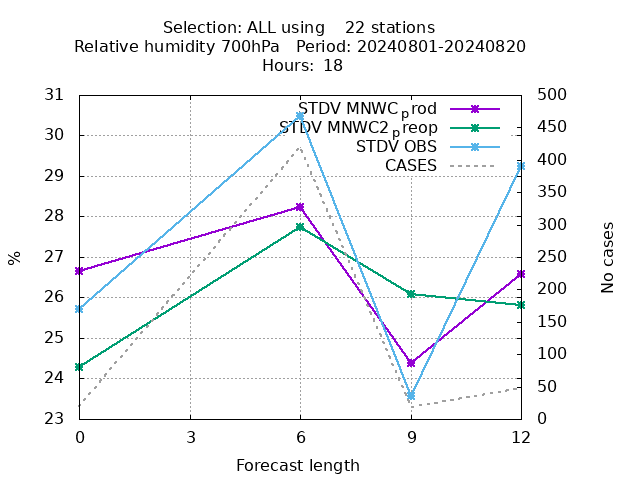 Selection: ALL using    22 stations
Relative humidity 700hPa   Period: 20240801-20240820
Hours: 18
STDV MNWC_prod
STDV MNWC2_preop
STDV OBS
CASES
31
30
29
28
27
26
25
24
23
500
450
400
350
300
250
200
150
100
50
0
%
No cases
0 3 6 9 12
Forecast length